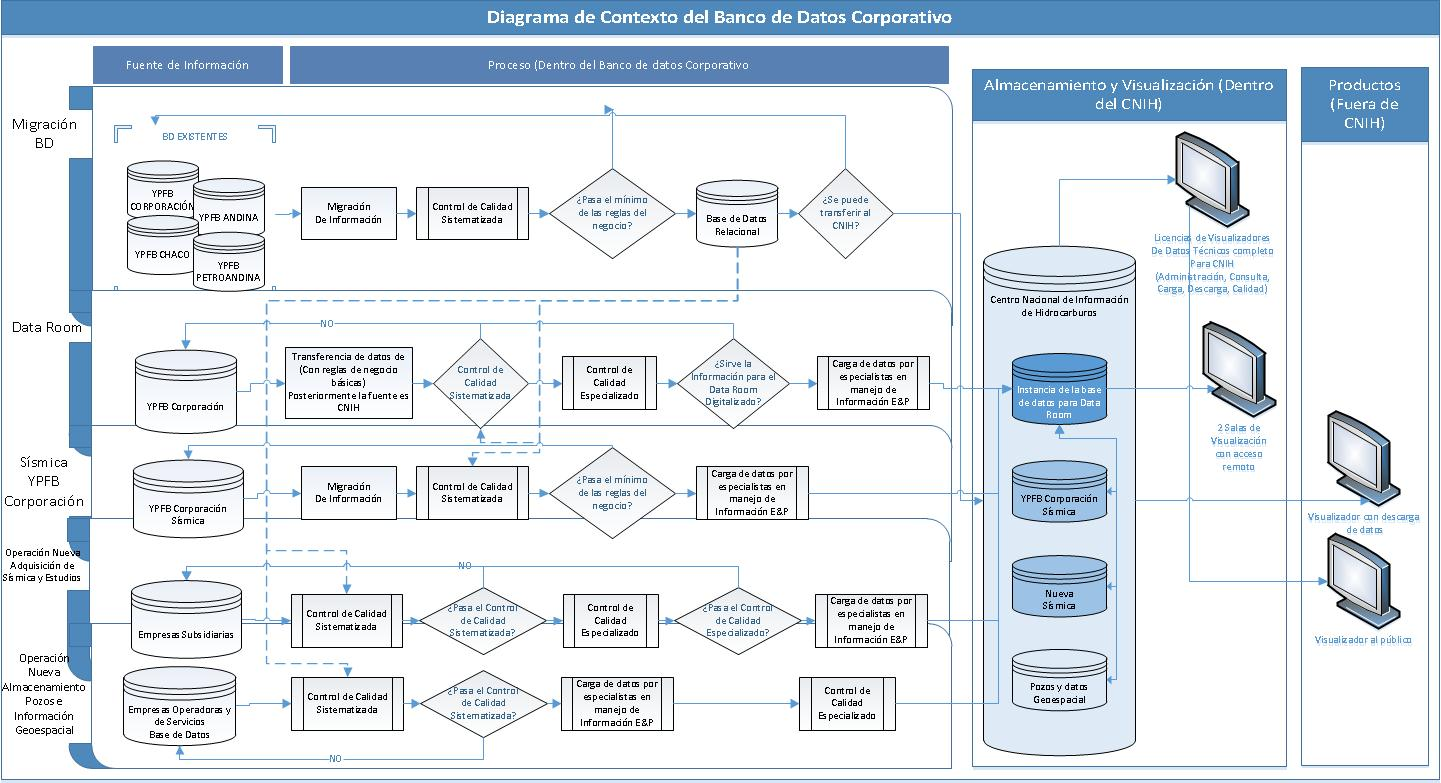 Diagrama de Contexto del Banco de Datos Corporativo
Fuente de Información
Proceso (Dentro del Banco de datos Corporativo
Almacenamiento y Visualización (Dentro
del CNIH)
Productos
(Fuera de
CNIH)
Migración
BD
BD EXISTENTES
YPFB
CORPORACIÓN
YPFB ANDINA
YPFB CHACO
YPFB
PETROANDINA
Migración
De Información
Control de Calidad
Sistematizada
¿Pasa el mínimo
de las reglas del
negocio?
Base de Datos
Relacional
¿Se puede
transferir al
CNIH?
Data Room
NO
YPFB Corporación
Transferencia de datos de
(Con reglas de negocio
básicas)
Posteriormente la fuente es
CNIH
Control de
Calidad
Sistematizada
Control de
Calidad
Especializado
¿Sirve la
Información para el
Data Room
Digitalizado?
Carga de datos por
especialistas en
manejo de
Información E&P
Sísmica
YPFB
Corporación
YPFB Corporación
Sísmica
Migración
De Información
Control de Calidad
Sistematizada
¿Pasa el mínimo
de las reglas del
negocio?
Carga de datos por
especialistas en
manejo de
Información E&P
Operación Nueva
Adquisición de
Sísmica y Estudios
NO
Empresas Subsidiarias
Control de Calidad
Sistematizada
¿Pasa el Control
de Calidad
Sistematizada?
Control de
Calidad
Especializado
¿Pasa el Control
de Calidad
Especializado?
Carga de datos por
especialistas en
manejo de
Información E&P
Operación
Nueva
Almacenamiento
Pozos e
Información
Geoespacial
Empresas Operadoras y
de Servicios
Base de Datos
Control de Calidad
Sistematizada
¿Pasa el Control
de Calidad
Sistematizada?
Carga de datos por
especialistas en
manejo de
Información E&P
Control de
Calidad
Especializado
NO
Centro Nacional de Información
de Hidrocarburos
Instancia de la base
de datos para Data
Room
YPFB Corporación
Sísmica
Nueva
Sísmica
Pozos y datos
Geoespacial
Licencias de Visualizadores
De Datos Técnicos completo
Para CNIH
(Administración, Consulta,
Carga, Descarga, Calidad)
2 Salas de
Visualización
con acceso
remoto
Visualizador con descarga
de datos
Visualizador al público